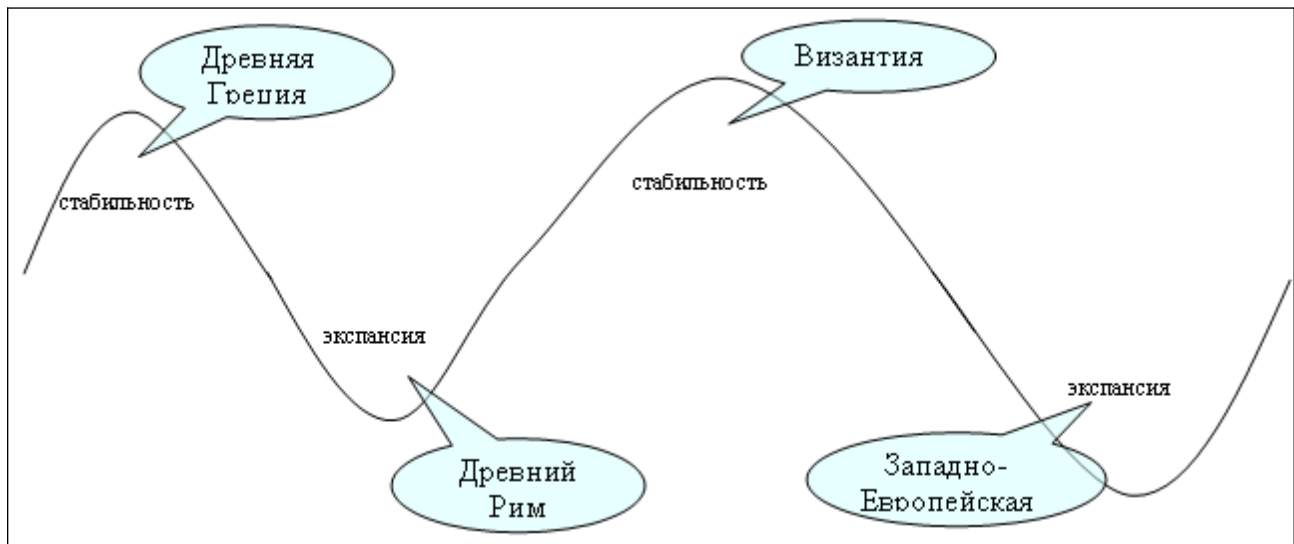 Древняя
Греция
Византия
стабильность
стабильность
экспансия
экспансия
Древний
Рим
Западно-
Европейская